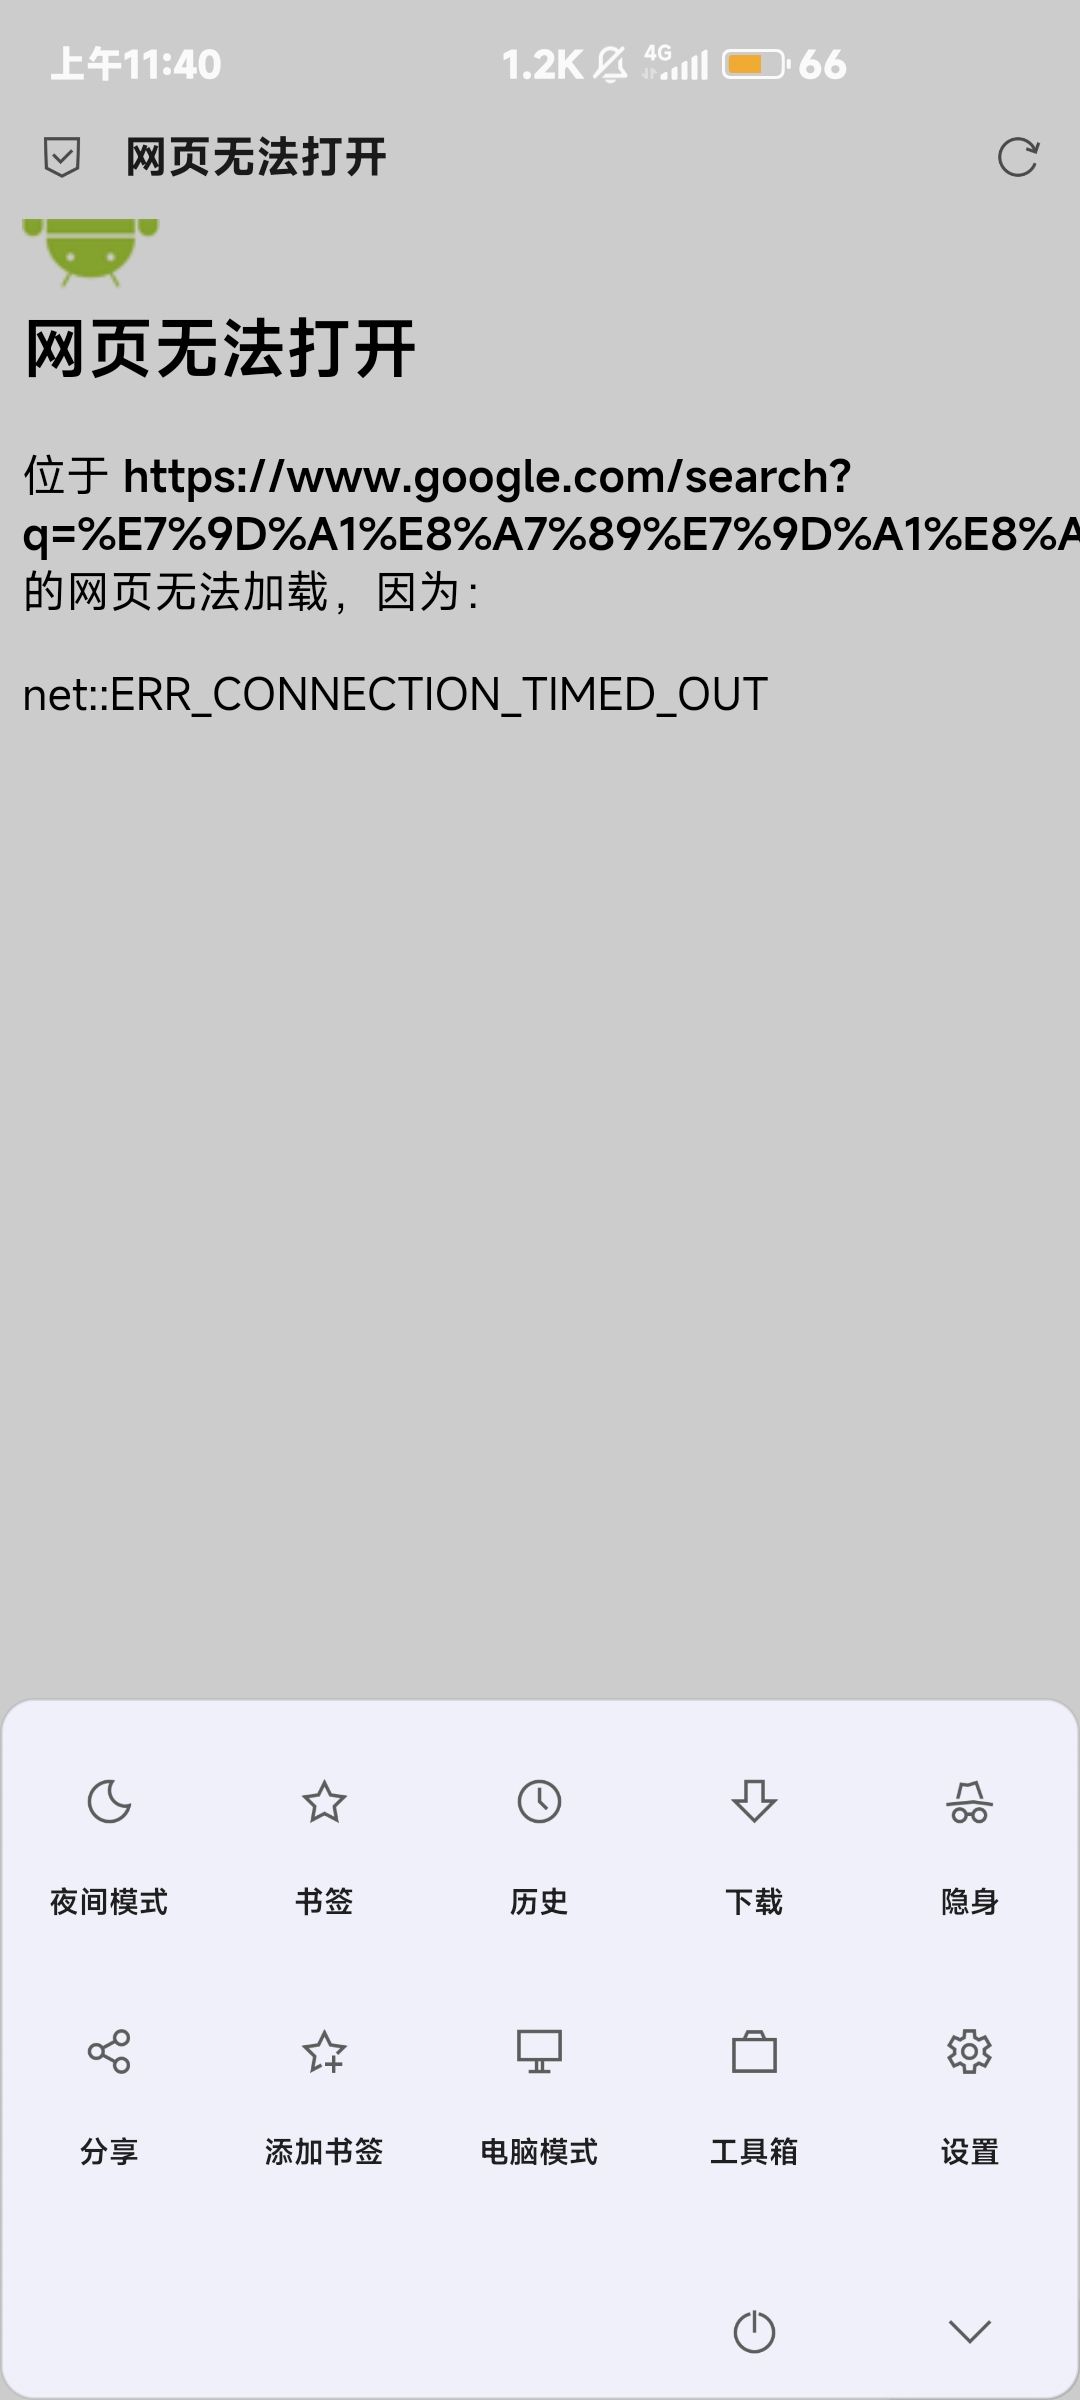 上午11:40 1.2K 4G 66
网页无法打开
网页无法打开
位于 https://www.google.com/search?
q=%E7%9D%A1%E8%A7%89%E7%9D%A1%E8%A
的网页无法加载，因为：
net::ERR_CONNECTION_TIMED_OUT
夜间模式 书签 历史 下载 隐身
分享 添加书签 电脑模式 工具箱 设置